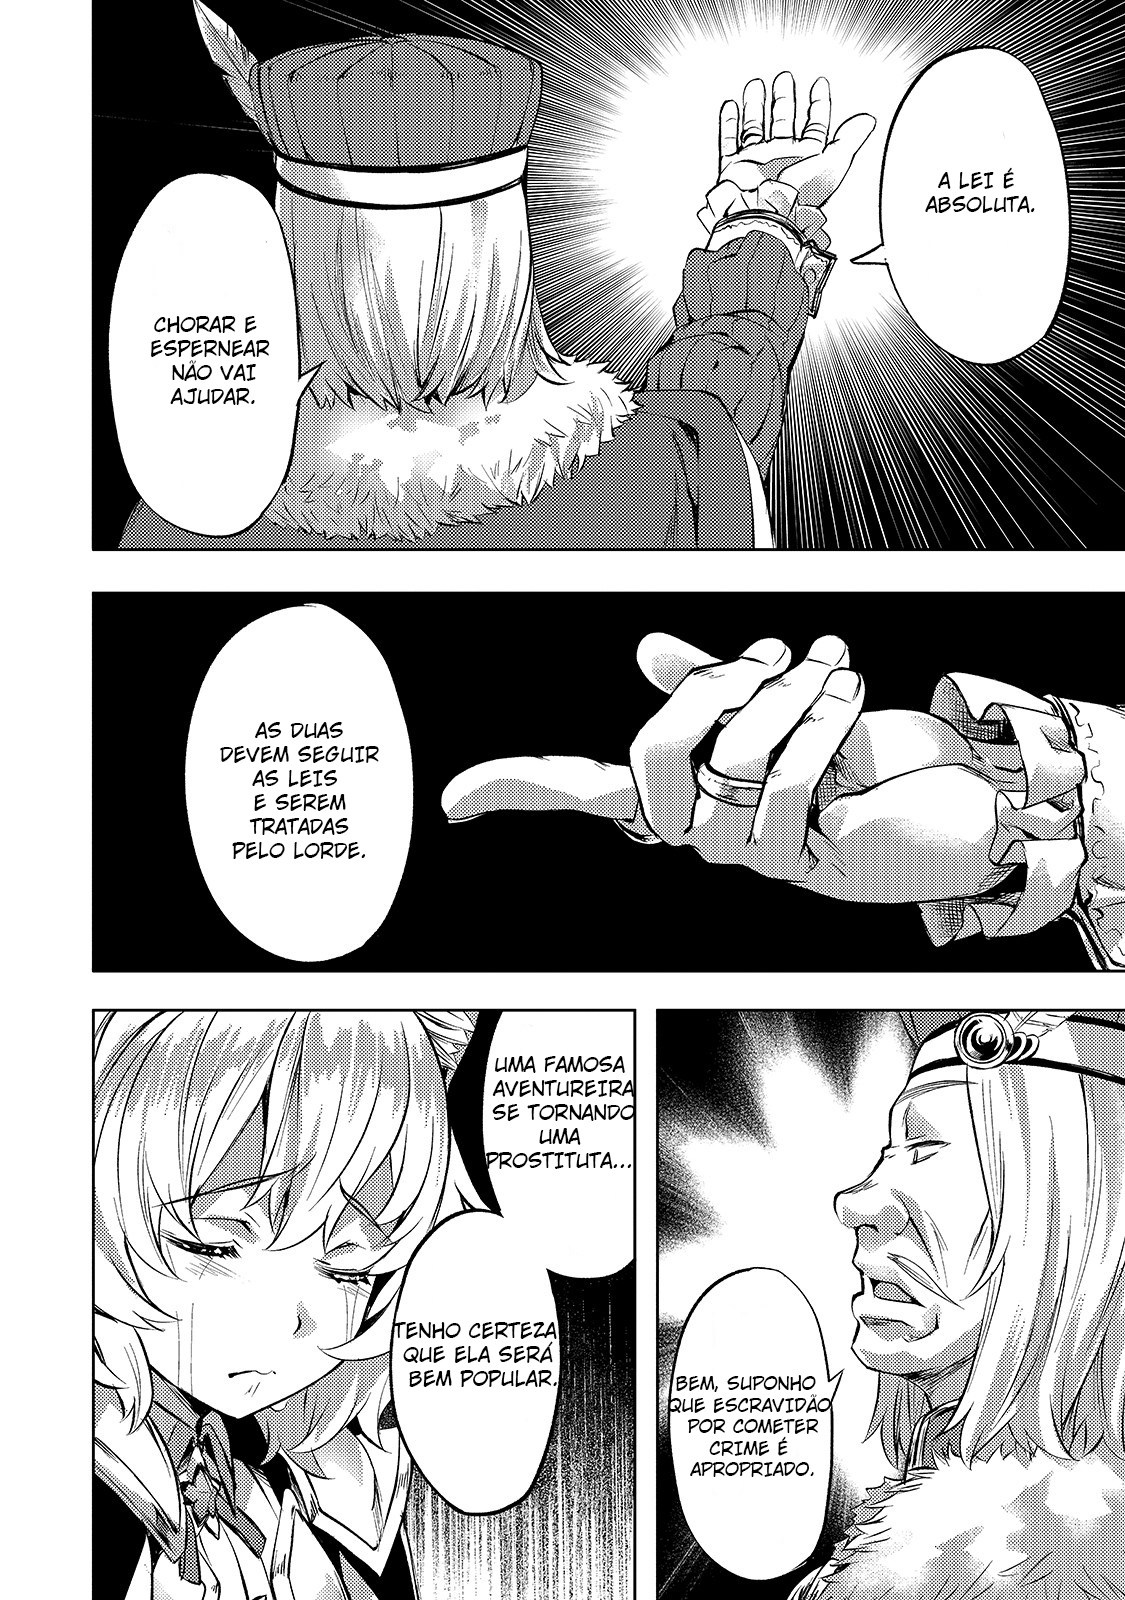 A LEI É
ABSOLUTA.
CHORAR E
ESPERNEAR
NÃO VAI
AJUDAR.
AS DUAS
DEVEM SEGUIR
AS LEIS
E SEREM
TRATADAS
PELO LORDE.
BEM, SUPONHO
QUE ESCRAVIDÃO
POR COMETER
CRIME É
APROPRIADO.
UMA FAMOSA
AVENTUREIRA
SE TORNANDO
UMA
PROSTITUTA...
TENHO CERTEZA
QUE ELA SERÁ
BEM POPULAR.